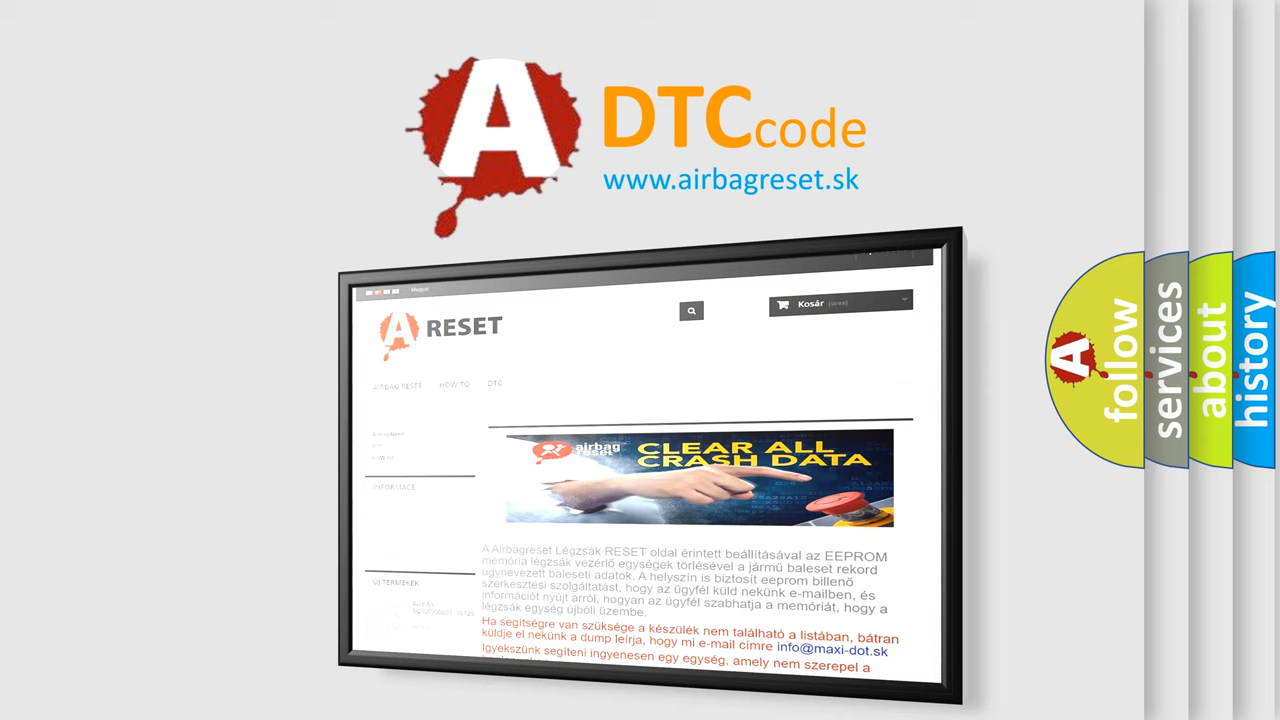 A DTCcode
www.airbagreset.sk
Magyar
A RESET
Kosár (üres)
AIRBAG RESET HOW TO DTC
INFORMACE
ÚJ TERMÉKEK
airbag
reset
CLEAR ALL
CRASH DATA
A Airbagreset Légzsák RESET oldal érintett beállításával az EEPROM
memória légzsák vezérlő egységek törlésével a jármű baleset rekord
úgynevezett baleseti adatok. A helyszín is biztosít eeprom billenő
szerkesztési szolgáltatást, hogy az ügyfél küld nekünk e-mailben, és
információt nyújt arról, hogyan az ügyfél szabhatja a memóriát, hogy a
légzsák egység újbóli üzembe.
Ha segítségre van szüksége a készülék nem található a listában, bátran
küldje el nekünk a dump leírja, hogy mi e-mail címre info@maxi-dot.sk
Igyekszünk segíteni ingyenesen egy egység, amely nem szerepel a
A follow
services
about
history